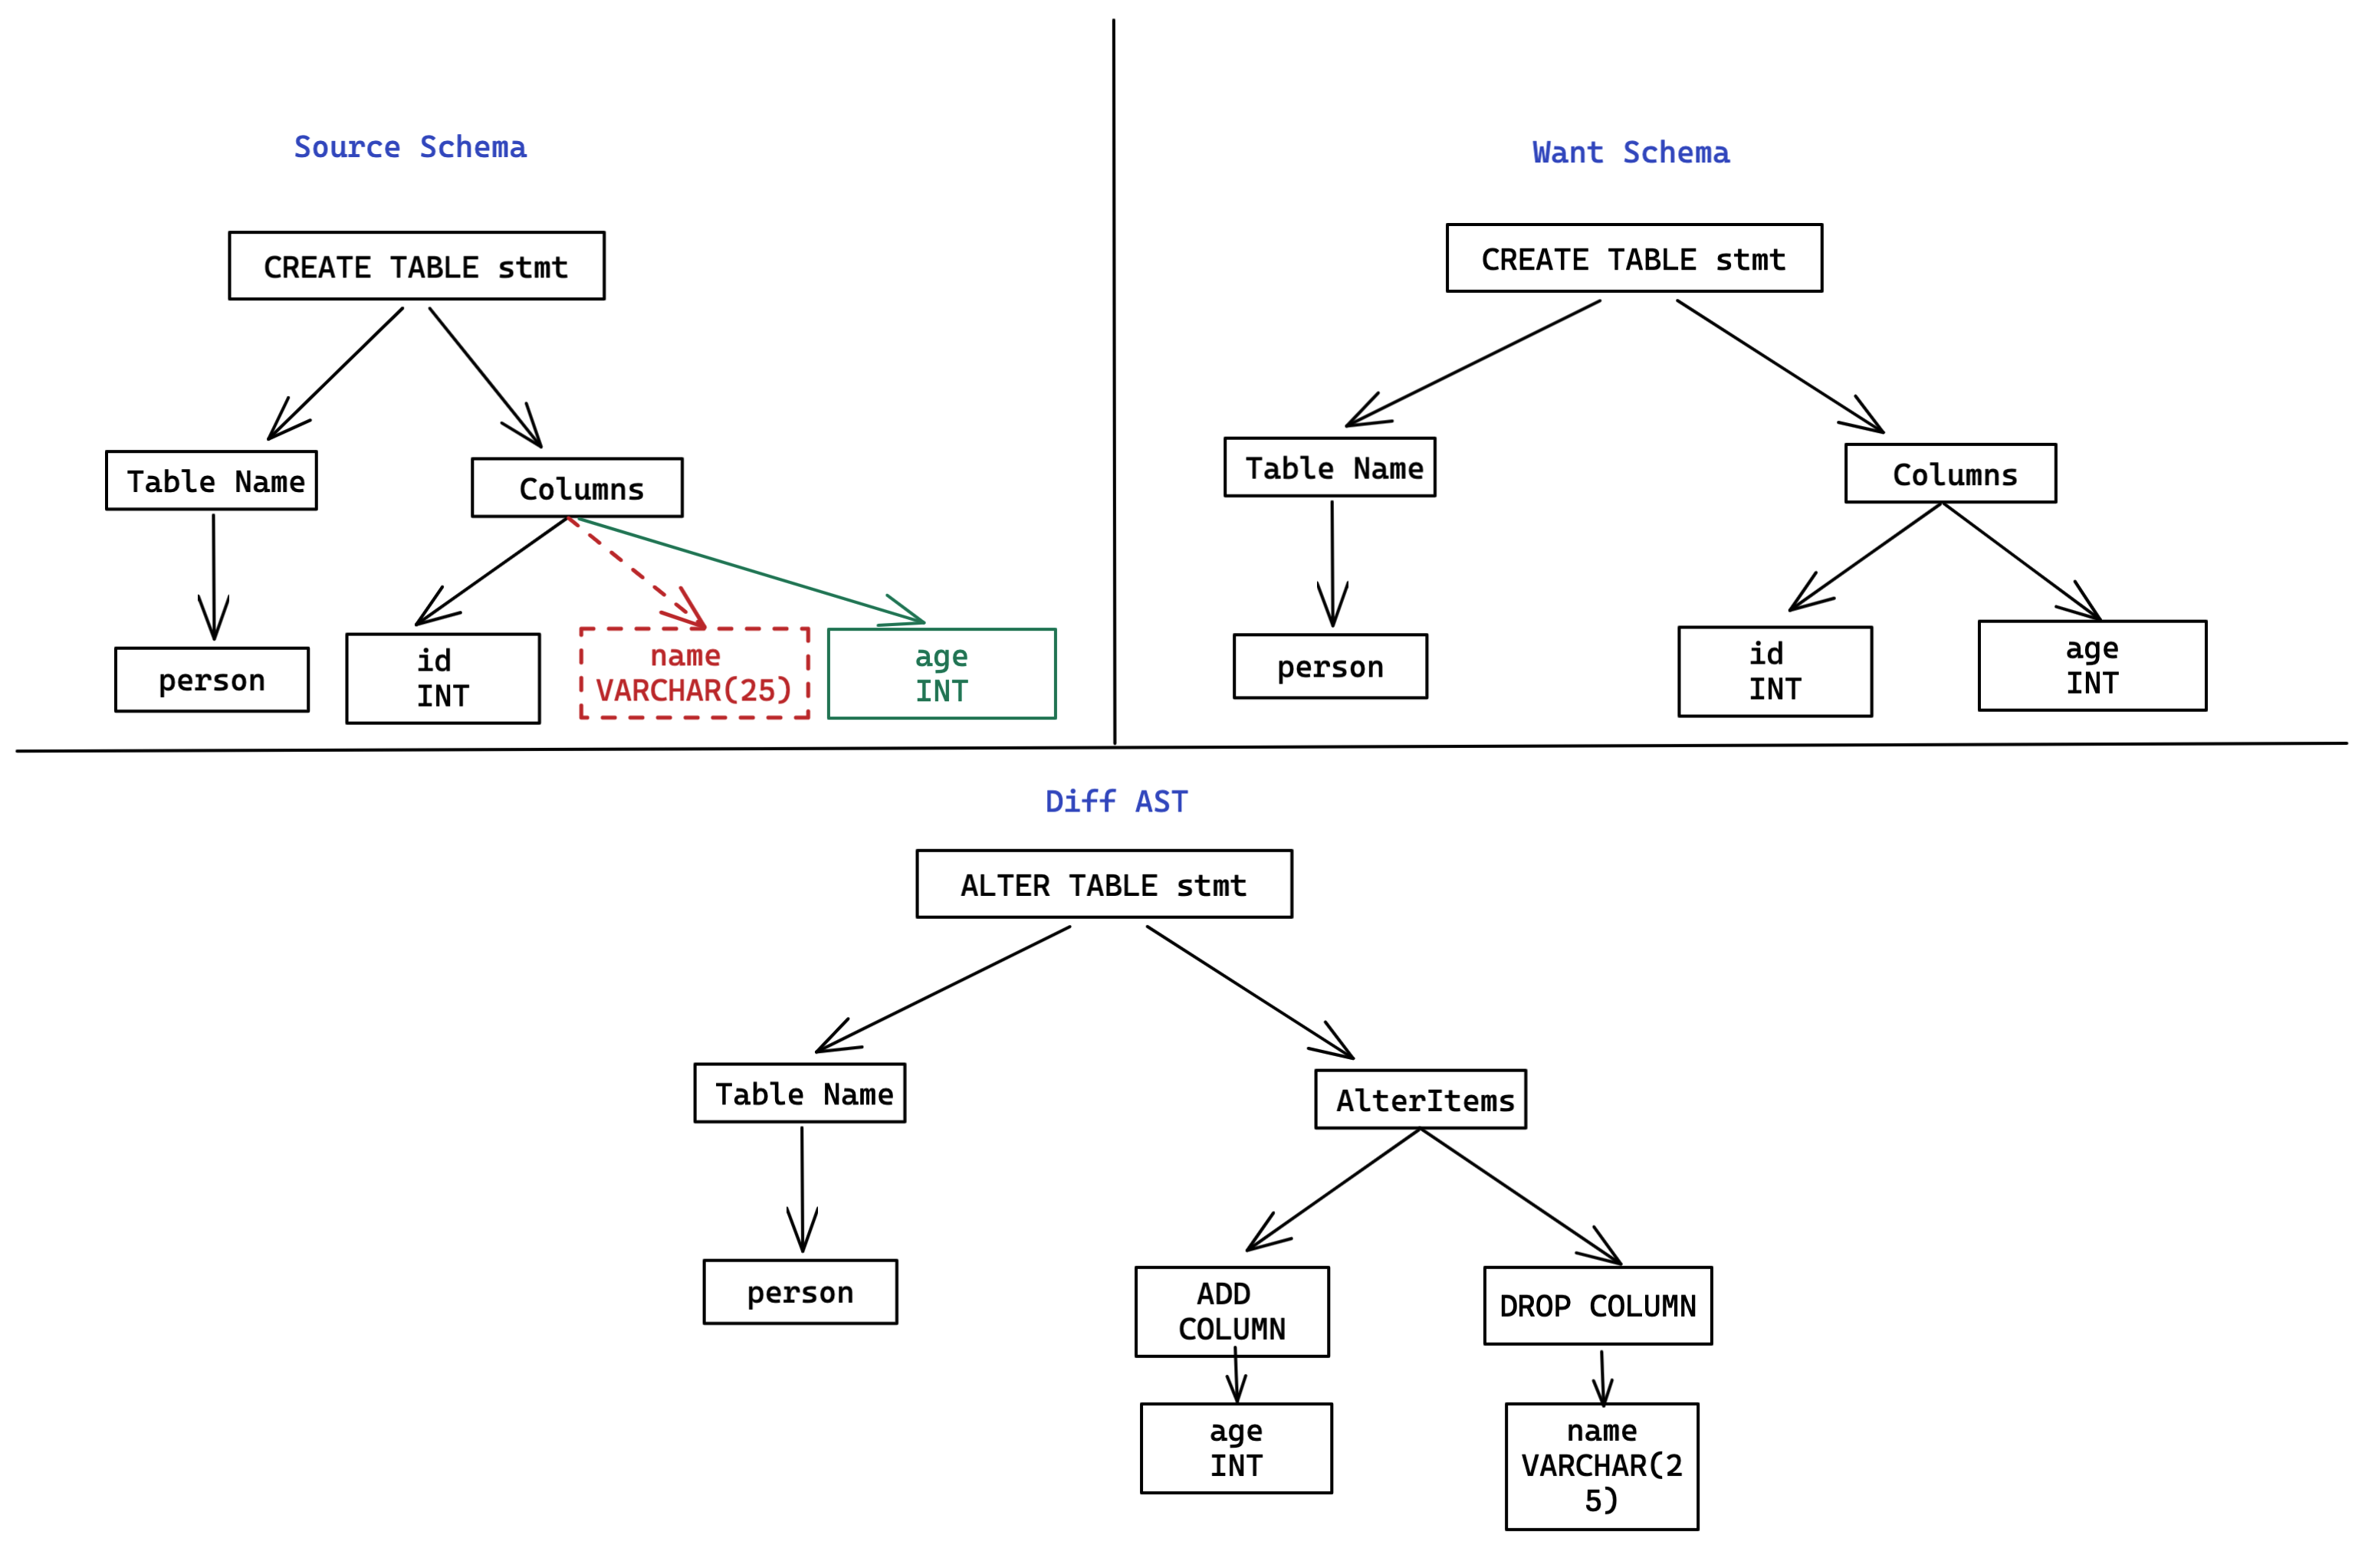 Source Schema
CREATE TABLE stmt
Table Name
Columns
person
id
INT
name
VARCHAR(25)
age
INT
Want Schema
CREATE TABLE stmt
Table Name
Columns
person
id
INT
age
INT
Diff AST
ALTER TABLE stmt
Table Name
AlterItems
person
ADD
COLUMN
DROP COLUMN
age
INT
name
VARCHAR(2
5)